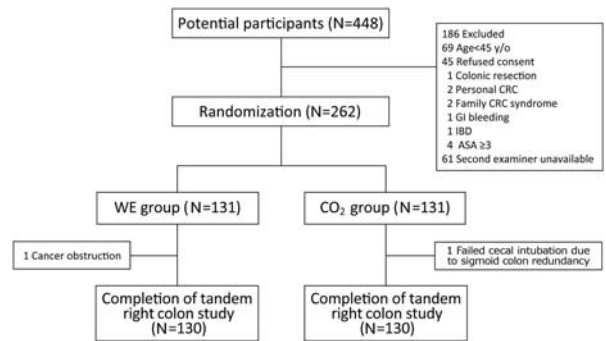 Potential participants (N=448)
186 Excluded
69 Age<45 y/o
45 Refused consent
1 Colonic resection
2 Personal CRC
2 Family CRC syndrome
1 GI bleeding
1 IBD
4 ASA ≥3
61 Second examiner unavailable
Randomization (N=262)
WE group (N=131)
CO₂ group (N=131)
1 Cancer obstruction
1 Failed cecal intubation due
to sigmoid colon redundancy
Completion of tandem
right colon study
(N=130)
Completion of tandem
right colon study
(N=130)